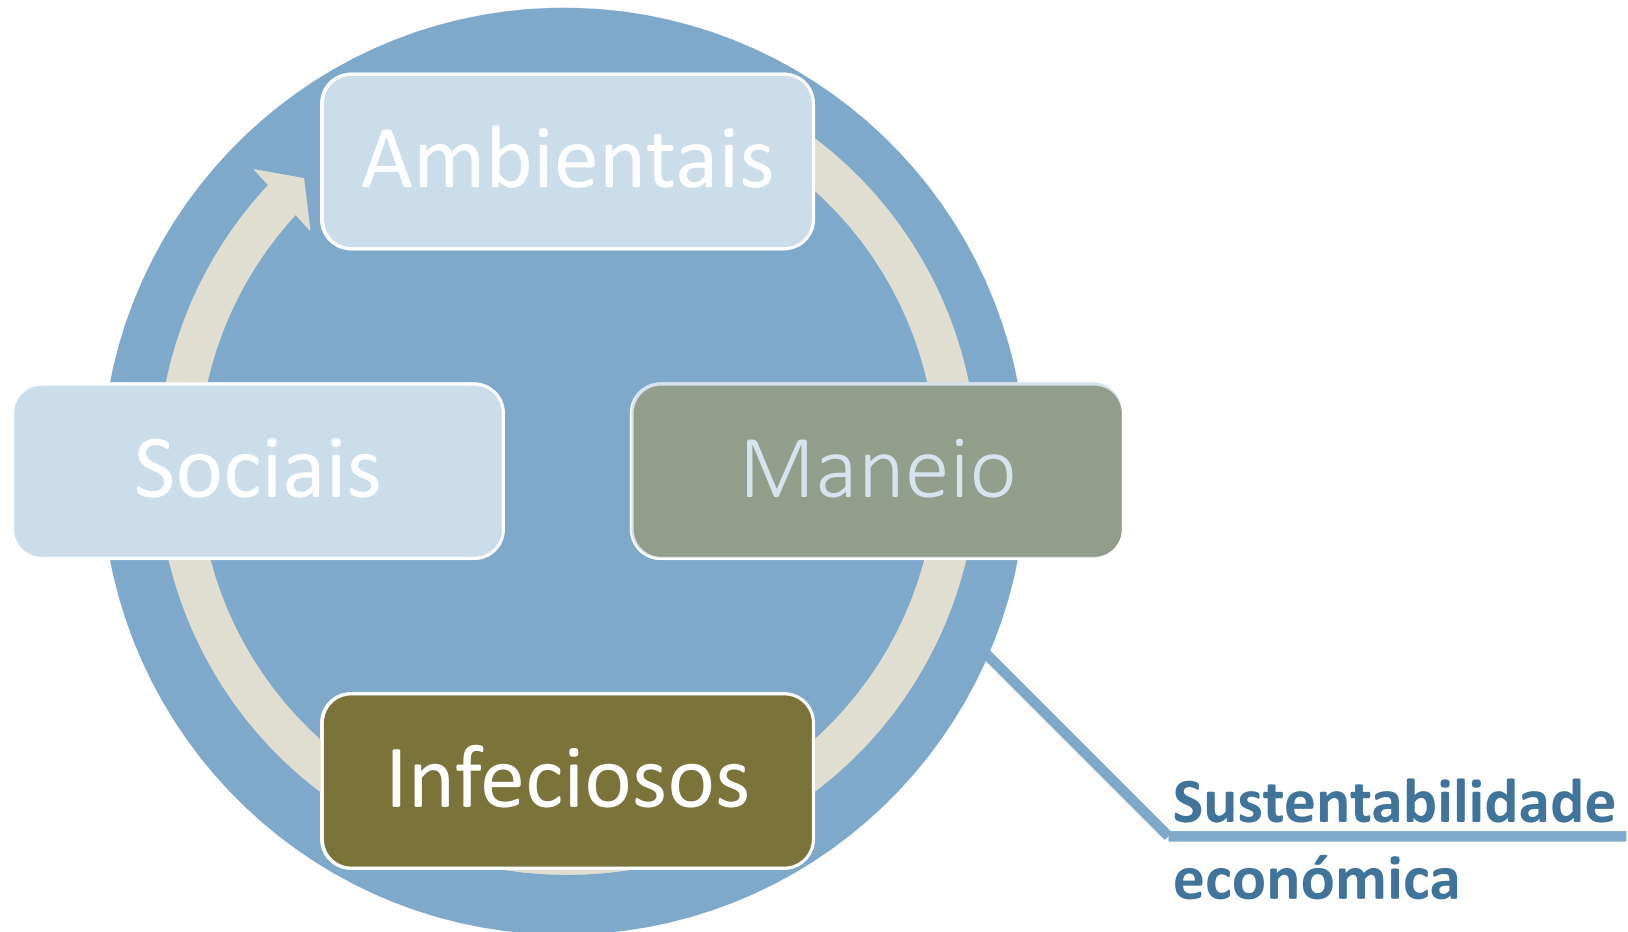 Ambientais
Sociais
Maneio
Infeciosos
Sustentabilidade
económica